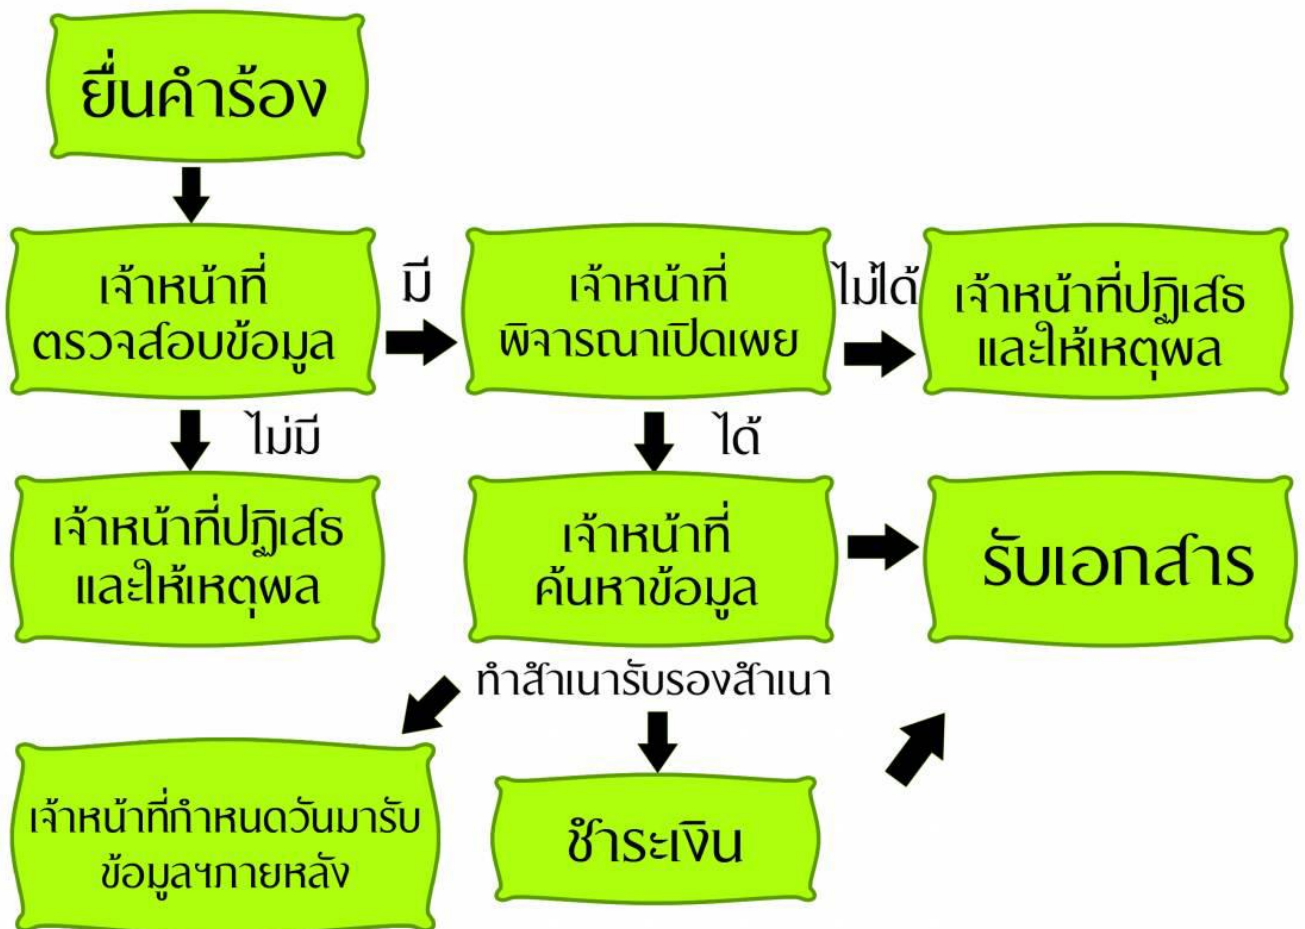 ยื่นคำร้อง
เจ้าหน้าที่
ตรวจสอบข้อมูล
มี
เจ้าหน้าที่
พิจารณาเปิดเผย
ไม่ได้
เจ้าหน้าที่ปฏิเสธ
และให้เหตุผล
ไม่มี
ได้
เจ้าหน้าที่ปฏิเสธ
และให้เหตุผล
เจ้าหน้าที่
ค้นหาข้อมูล
รับเอกสาร
ทำสำเนารับรองสำเนา
เจ้าหน้าที่กำหนดวันมารับ
ข้อมูลฯภายหลัง
ชำระเงิน